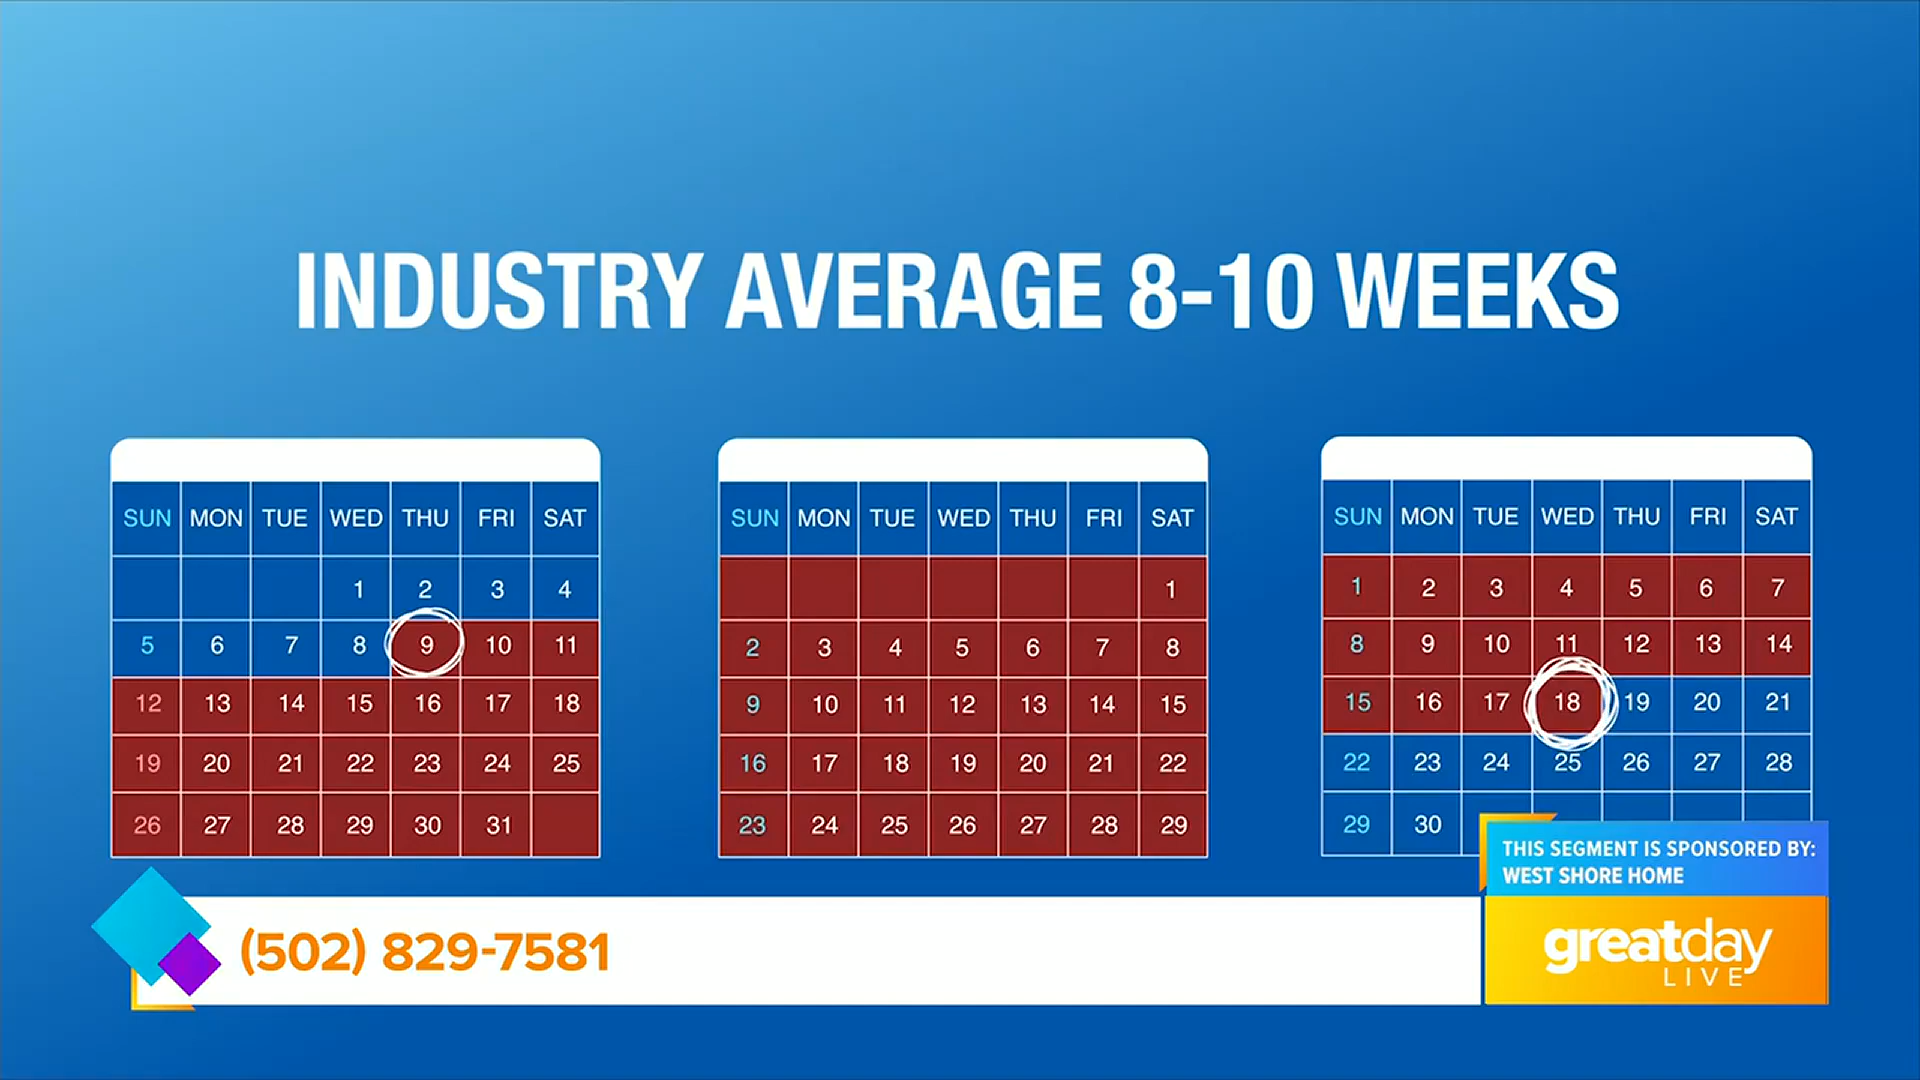 INDUSTRY AVERAGE 8-10 WEEKS
SUN MON TUE WED THU FRI SAT
1 2 3 4
5 6 7 8 9 10 11
12 13 14 15 16 17 18
19 20 21 22 23 24 25
26 27 28 29 30 31
SUN MON TUE WED THU FRI SAT
1
2 3 4 5 6 7 8
9 10 11 12 13 14 15
16 17 18 19 20 21 22
23 24 25 26 27 28 29
SUN MON TUE WED THU FRI SAT
1 2 3 4 5 6 7
8 9 10 11 12 13 14
15 16 17 18 19 20 21
22 23 24 25 26 27 28
29 30
THIS SEGMENT IS SPONSORED BY:
WEST SHORE HOME
(502) 829-7581
greatday
LIVE